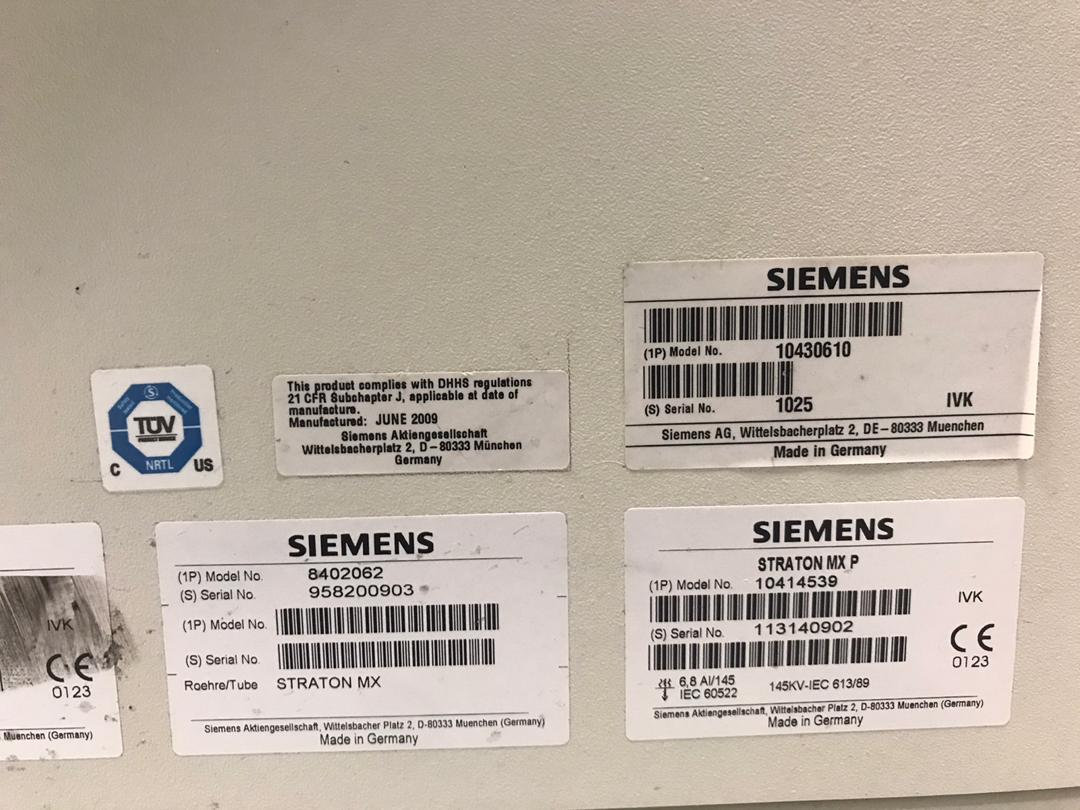 SIEMENS
(1P) Model No. 10430610
(S) Serial No. 1025 IVK
Siemens AG, Wittelsbacherplatz 2, DE-80333 Muenchen
Made in Germany
TÜV
PRODUCT SERVICE
C NRTL US
This product complies with DHHS regulations
21 CFR Subchapter J, applicable at date of
manufacture.
Manufactured: JUNE 2009
Siemens Aktiengesellschaft
Wittelsbacherplatz 2, D-80333 München
Germany
IVK
CE
0123
Muenchen (Germany)
SIEMENS
(1P) Model No. 8402062
(S) Serial No. 958200903
(1P) Model No.
(S) Serial No.
Roehre/Tube STRATON MX
Siemens Aktiengesellschaft, Wittelsbacher Platz 2, D-80333 Muenchen (Germany)
Made in Germany
SIEMENS
STRATON MX P
(1P) Model No. 10414539
IVK
(S) Serial No. 113140902
CE
0123
6,8 Al/145
IEC 60522
145KV-IEC 613/89
Siemens Aktiengesellschaft, Wittelsbacher Platz 2, D-80333 Muenchen (Germany)
Made in Germany